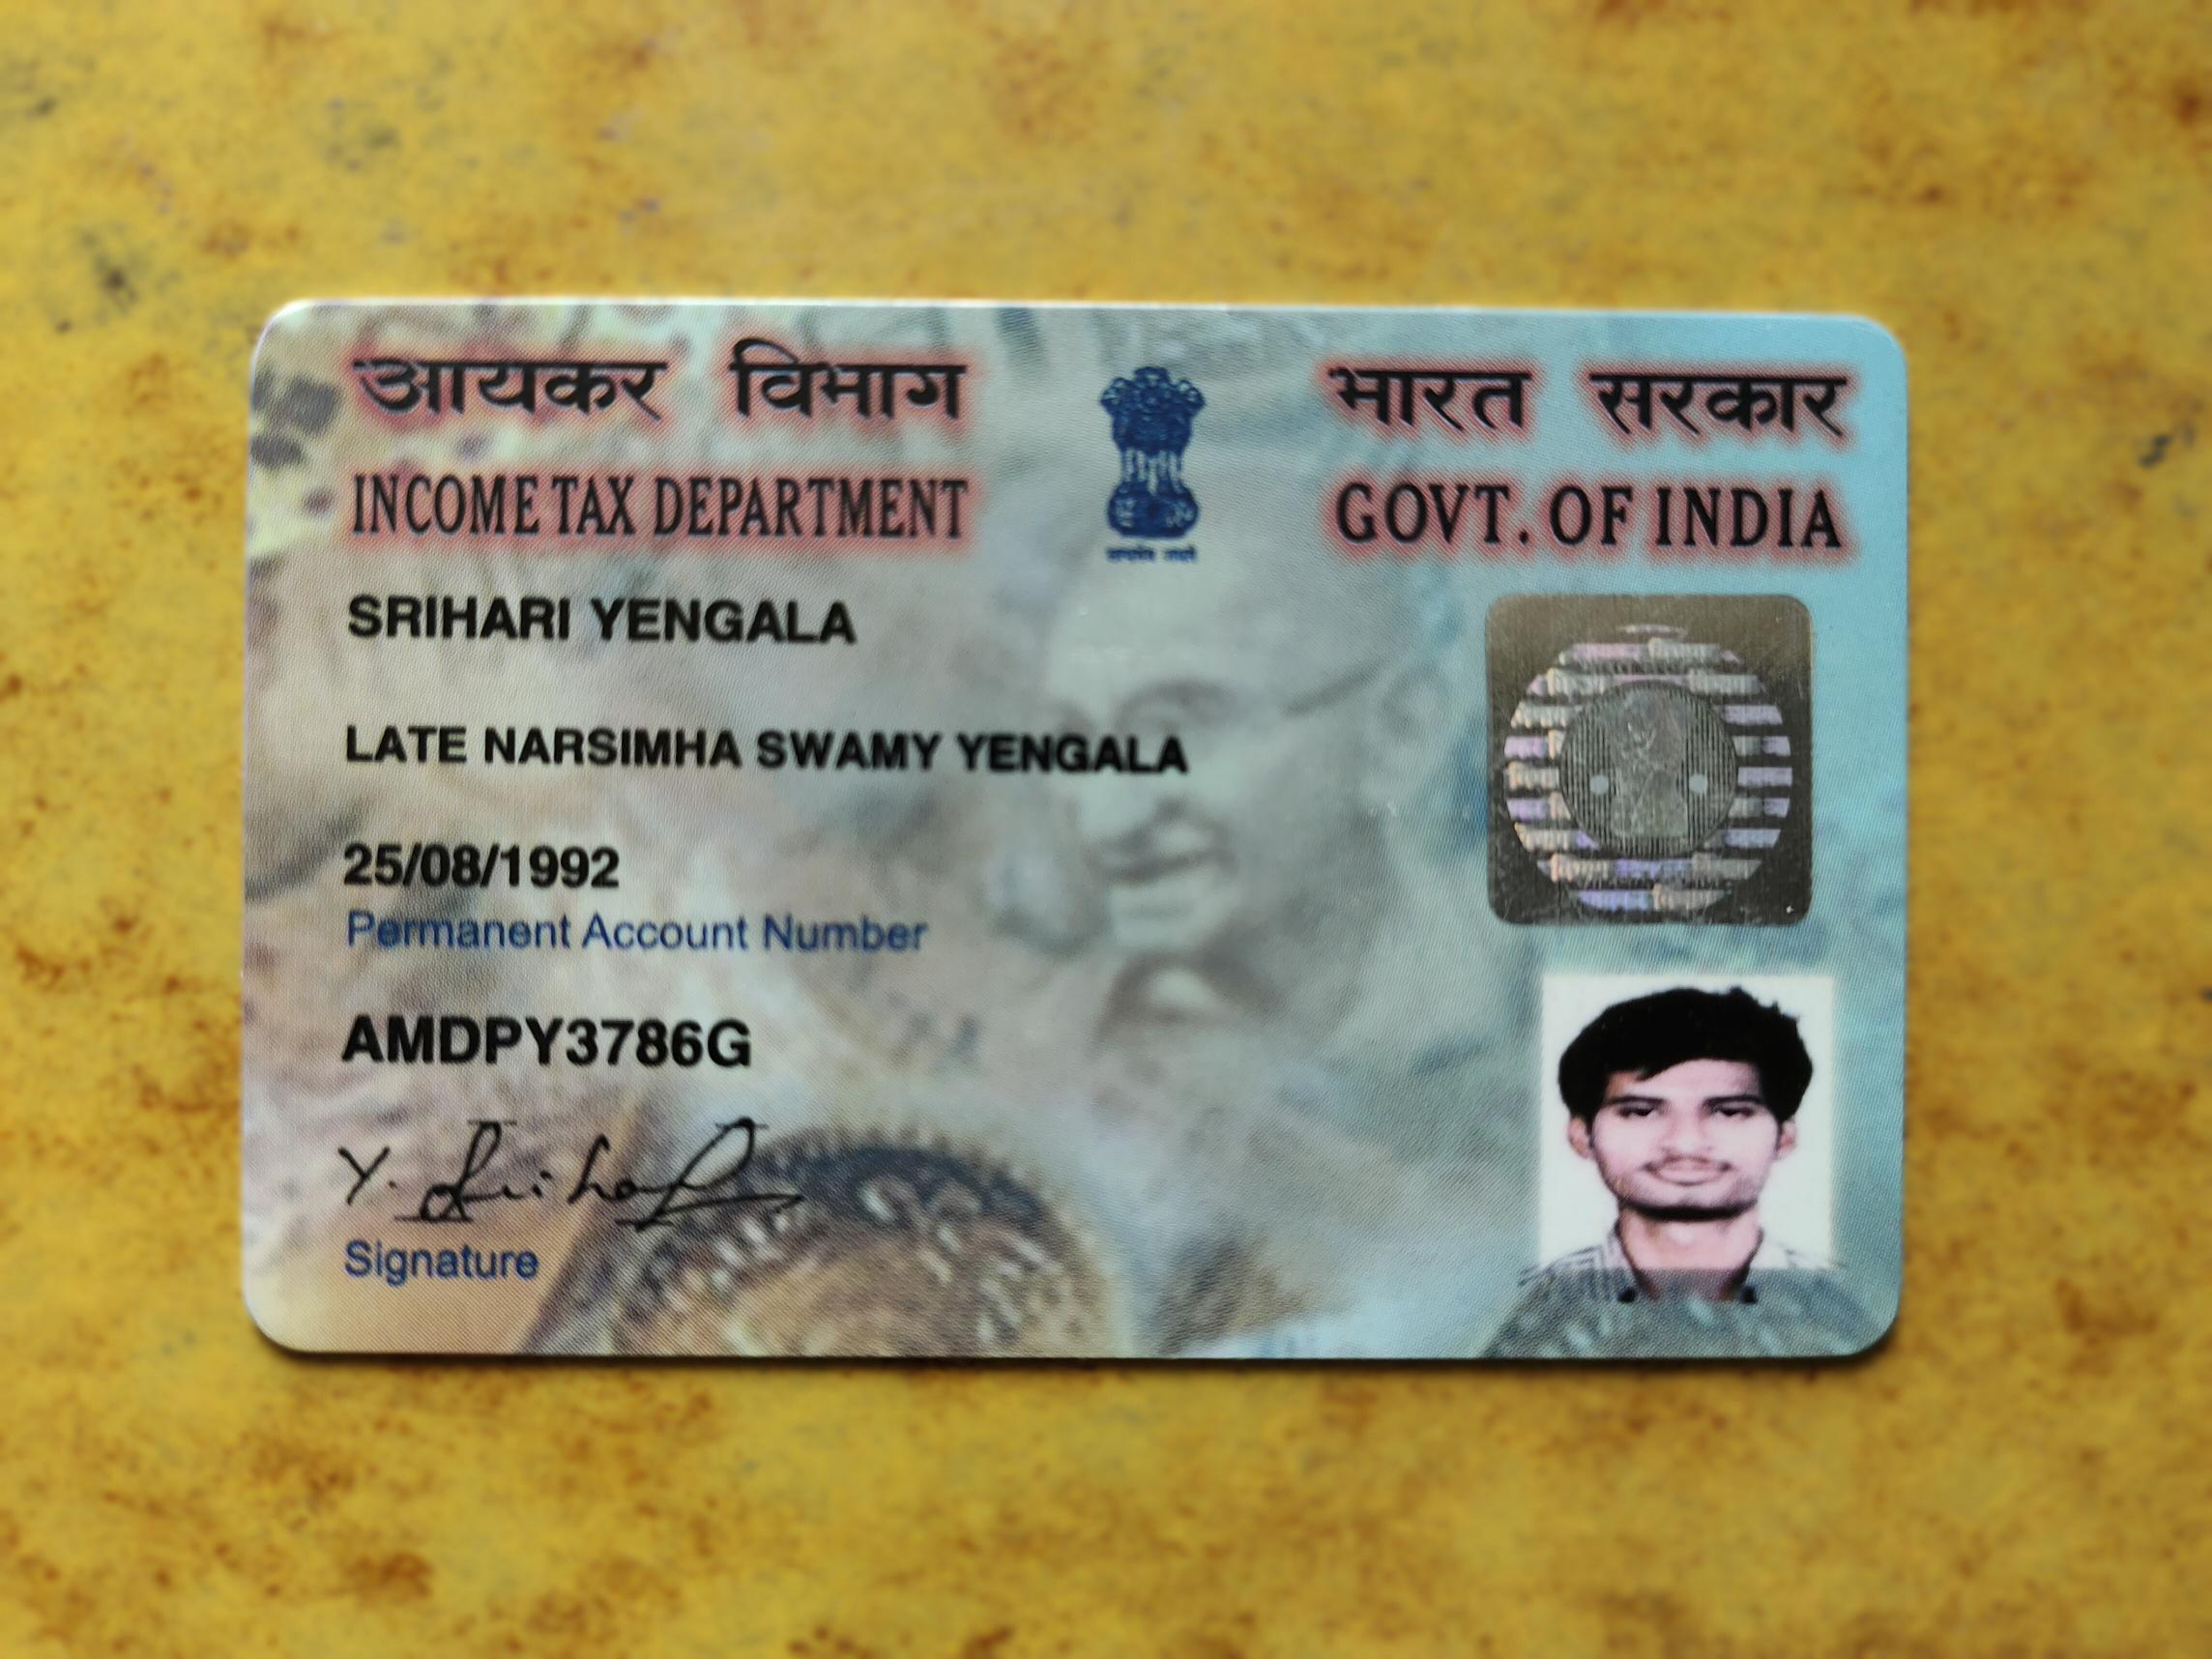 आयकर विभाग
INCOME TAX DEPARTMENT
भारत सरकार
GOVT. OF INDIA
SRIHARI YENGALA
LATE NARSIMHA SWAMY YENGALA
25/08/1992
Permanent Account Number
AMDPY3786G
Y. Srihari
Signature